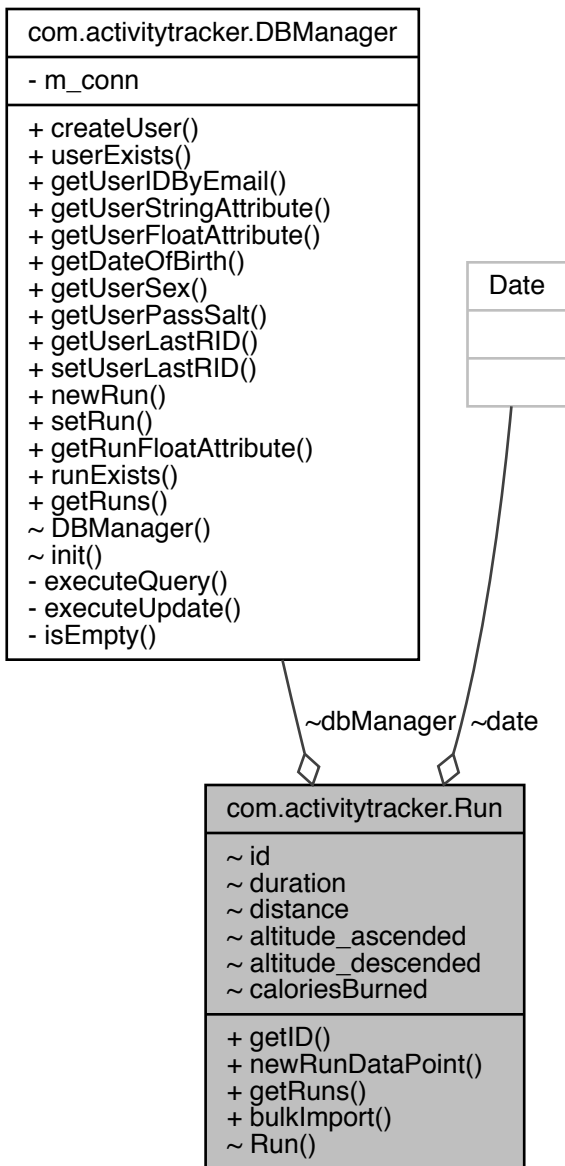 com.activitytracker.DBManager
- m_conn
+ createUser()
+ userExists()
+ getUserIDByEmail()
+ getUserStringAttribute()
+ getUserFloatAttribute()
+ getDateOfBirth()
+ getUserSex()
+ getUserPassSalt()
+ getUserLastRID()
+ setUserLastRID()
+ newRun()
+ setRun()
+ getRunFloatAttribute()
+ runExists()
+ getRuns()
~ DBManager()
~ init()
- executeQuery()
- executeUpdate()
- isEmpty()
Date
~dbManager
~date
com.activitytracker.Run
~ id
~ duration
~ distance
~ altitude_ascended
~ altitude_descended
~ caloriesBurned
+ getID()
+ newRunDataPoint()
+ getRuns()
+ bulkImport()
~ Run()